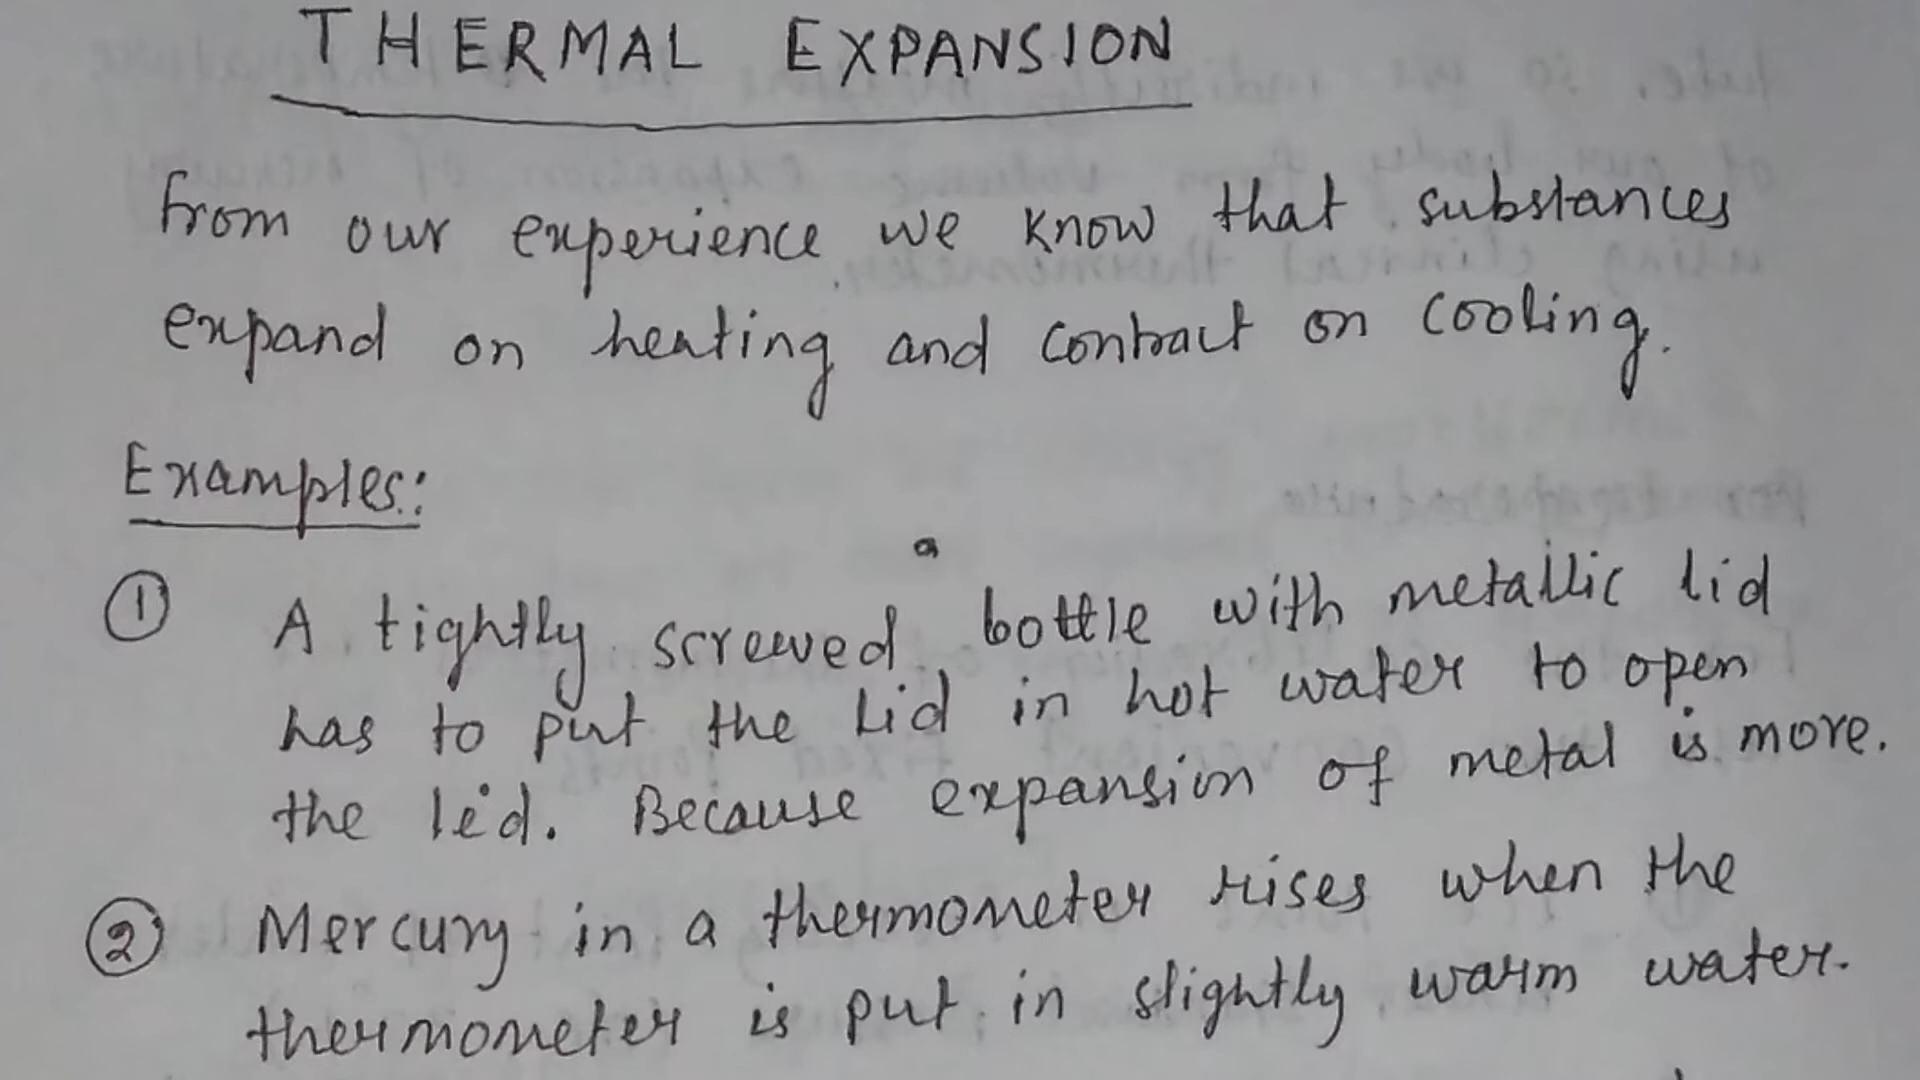 THERMAL EXPANSION
From our experience we know that substances
expand on heating and contract on cooling.
Examples:
① A tightly screwed a bottle with metallic lid
has to put the Lid in hot water to open
the lid. Because expansion of metal is more.
② Mercury in a thermometer rises when the
thermometer is put in slightly warm water.